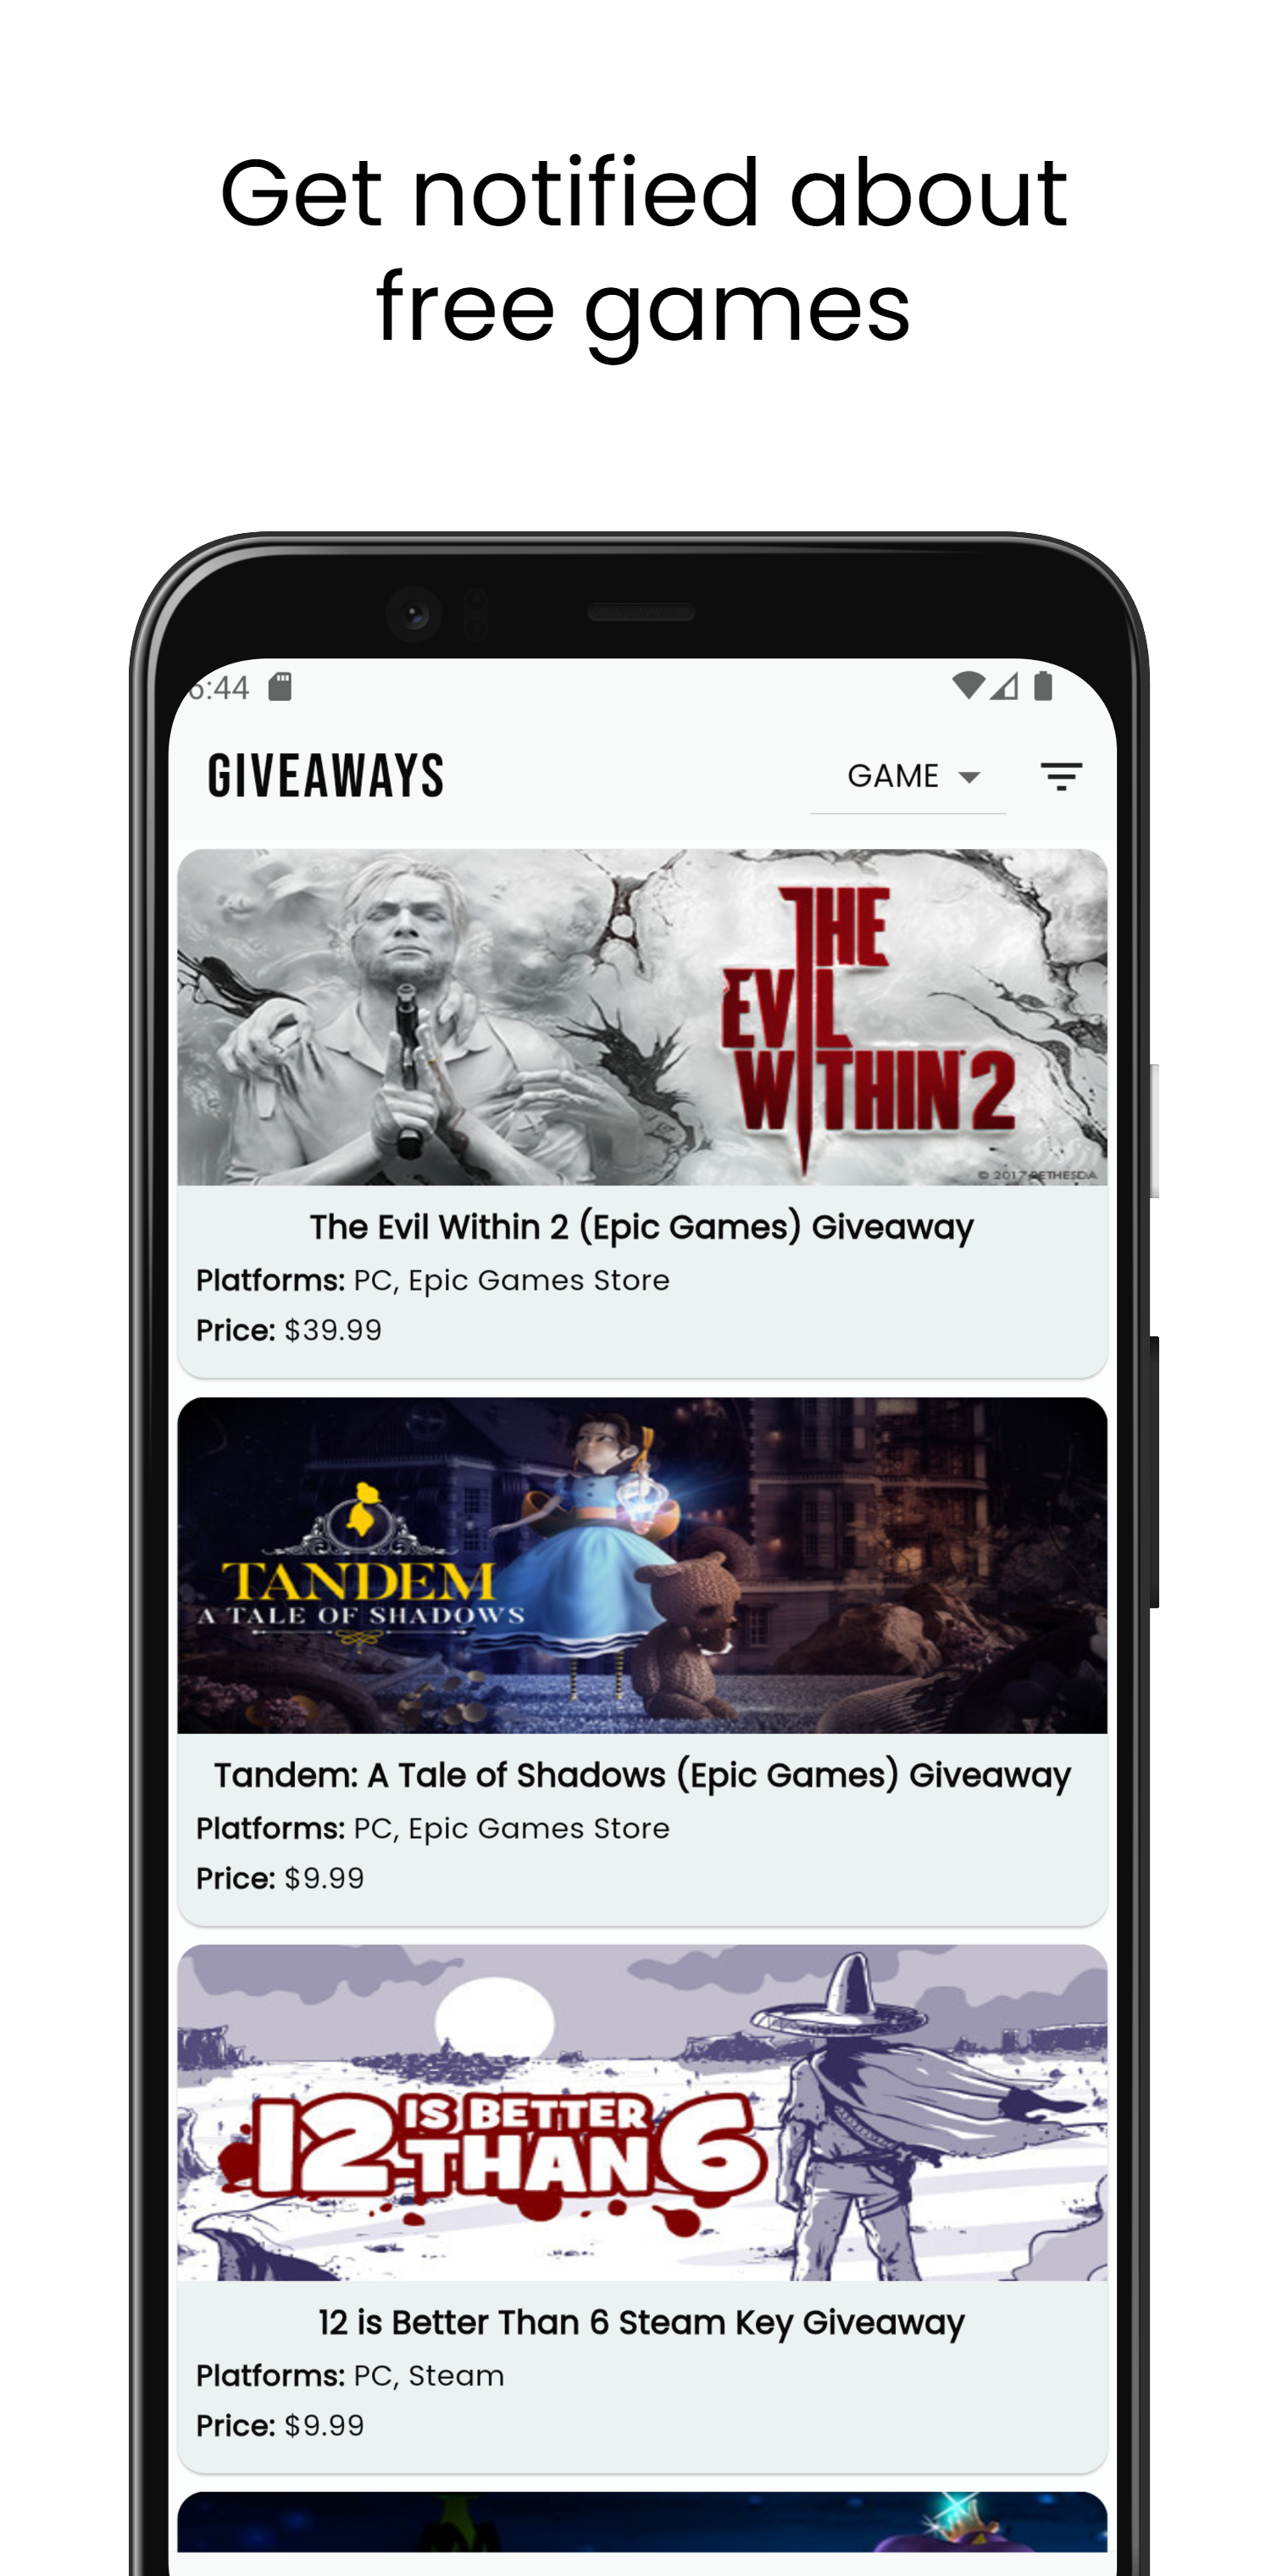 Get notified about
free games
6:44
GIVEAWAYS
GAME
THE
EVIL
WITHIN 2
© 2017 BETHESDA
The Evil Within 2 (Epic Games) Giveaway
Platforms: PC, Epic Games Store
Price: $39.99
TANDEM
A TALE OF SHADOWS
Tandem: A Tale of Shadows (Epic Games) Giveaway
Platforms: PC, Epic Games Store
Price: $9.99
12 IS BETTER
THAN 6
12 is Better Than 6 Steam Key Giveaway
Platforms: PC, Steam
Price: $9.99